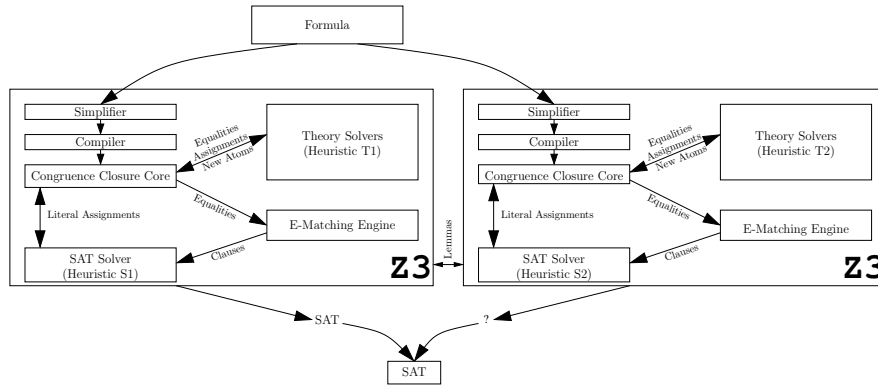 Formula
Simplifier
Compiler
Congruence Closure Core
Equalities
Assignments
New Atoms
Theory Solvers
(Heuristic T1)
Literal Assignments
Equalities
E-Matching Engine
Clauses
SAT Solver
(Heuristic S1)
Z3
Lemmas
Simplifier
Compiler
Congruence Closure Core
Equalities
Assignments
New Atoms
Theory Solvers
(Heuristic T2)
Literal Assignments
Equalities
E-Matching Engine
Clauses
SAT Solver
(Heuristic S2)
Z3
SAT
?
SAT